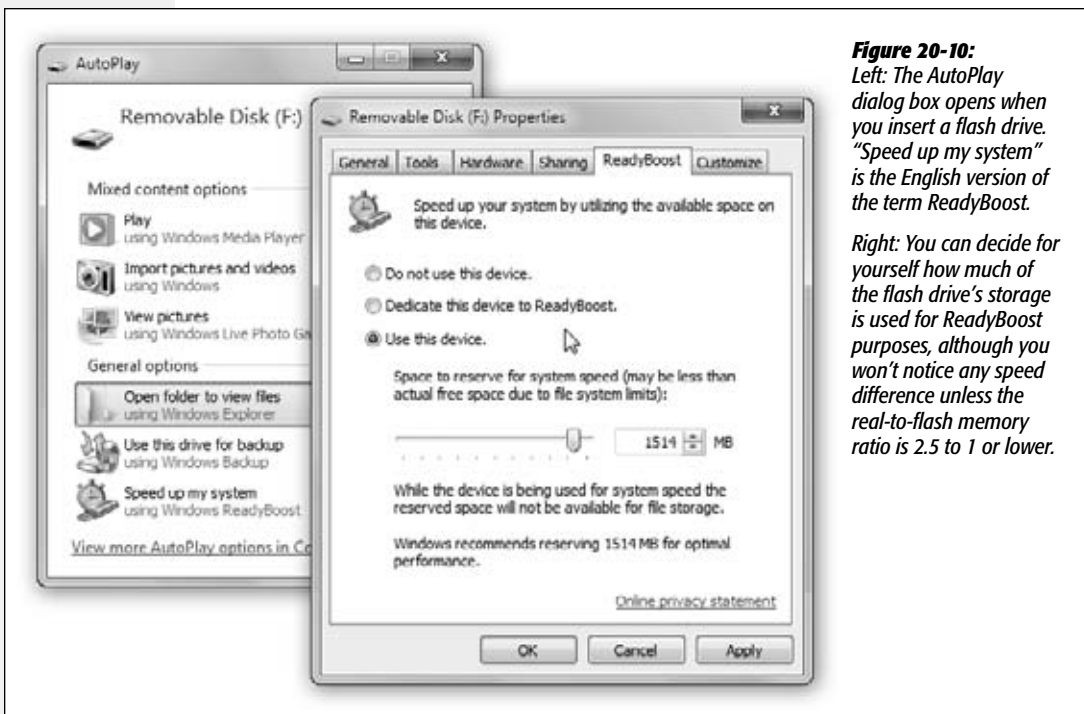 AutoPlay
Removable Disk (F:)
Mixed content options
Play
using Windows Media Player
Import pictures and videos
using Windows
View pictures
using Windows Live Photo
General options
Open folder to view files
using Windows Explorer
Use this drive for backup
using Windows Backup
Speed up my system
using Windows ReadyBoost
View more AutoPlay options in
Removable Disk (F:) Properties
General Tools Hardware Sharing ReadyBoost Customize
Speed up your system by utilizing the available space on
this device.
Do not use this device.
Dedicate this device to ReadyBoost.
Use this device.
Space to reserve for system speed (may be less than
actual free space due to file system limits):
1514 MB
While the device is being used for system speed the
reserved space will not be available for file storage.
Windows recommends reserving 1514 MB for optimal
performance.
Online privacy statement
OK Cancel Apply
Figure 20-10:
Left: The AutoPlay
dialog box opens when
you insert a flash drive.
“Speed up my system”
is the English version of
the term ReadyBoost.
Right: You can decide for
yourself how much of
the flash drive’s storage
is used for ReadyBoost
purposes, although you
won’t notice any speed
difference unless the
real-to-flash memory
ratio is 2.5 to 1 or lower.